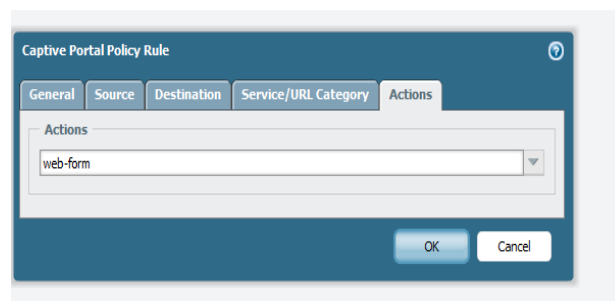 Captive Portal Policy Rule
General Source Destination Service/URL Category Actions
Actions
web-form
OK Cancel